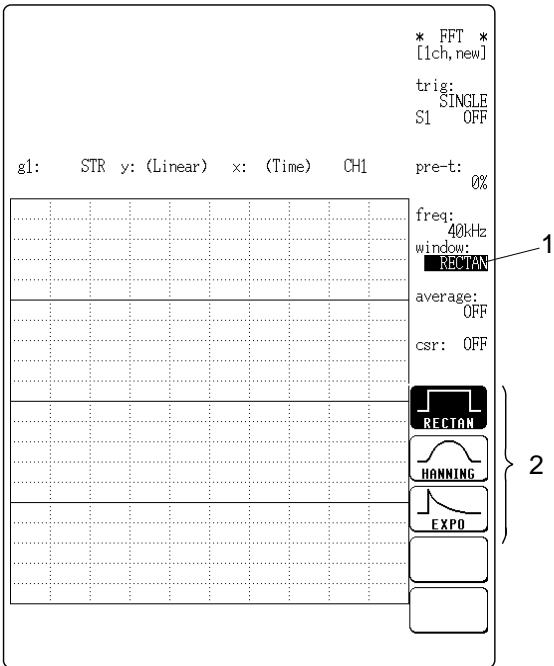 * FFT *
[1ch,new]
trig:
SINGLE
S1 OFF
g1: STR y: (Linear) x: (Time) CH1
pre-t:
0%
freq:
40kHz
window:
RECTAN
1
average:
OFF
csr: OFF
RECTAN
HANNING
2
EXPO